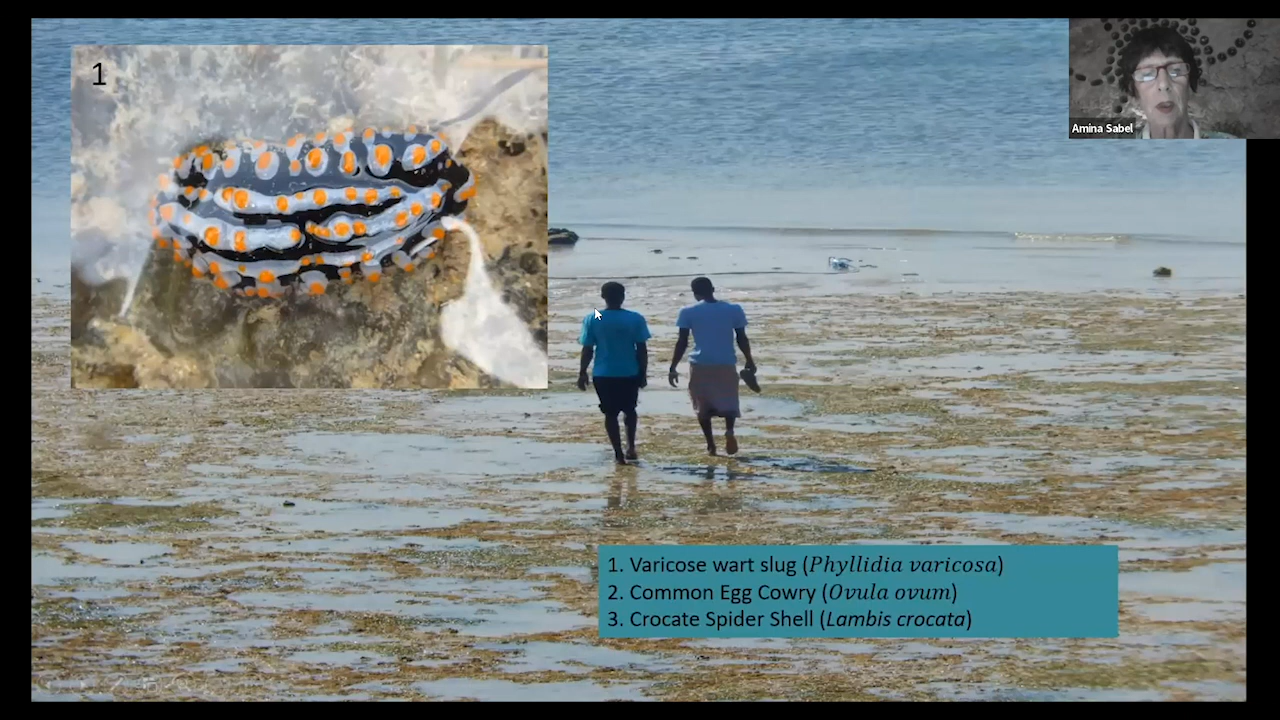 1
Amina Sabel
1. Varicose wart slug (Phyllidia varicosa)
2. Common Egg Cowry (Ovula ovum)
3. Crocate Spider Shell (Lambis crocata)